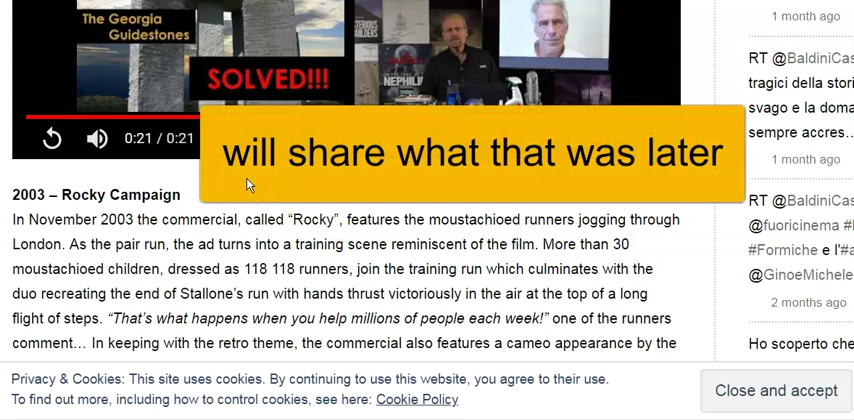 The Georgia
Guidestones
SOLVED!!!
NEPHILI
0:21 / 0:21
will share what that was later
2003 – Rocky Campaign
In November 2003 the commercial, called “Rocky”, features the moustachioed runners jogging through
London. As the pair run, the ad turns into a training scene reminiscent of the film. More than 30
moustachioed children, dressed as 118 118 runners, join the training run which culminates with the
duo recreating the end of Stallone’s run with hands thrust victoriously in the air at the top of a long
flight of steps. “That’s what happens when you help millions of people each week!” one of the runners
comment… In keeping with the retro theme, the commercial also features a cameo appearance by the
1 month ago
RT @BaldiniCas
tragici della stori
svago e la doma
sempre accres…
1 month ago
RT @BaldiniCas
@fuoricinema #
#Formiche e l'#a
@GinoeMichele
2 months ago
Ho scoperto che
Privacy & Cookies: This site uses cookies. By continuing to use this website, you agree to their use.
To find out more, including how to control cookies, see here: Cookie Policy
Close and accept